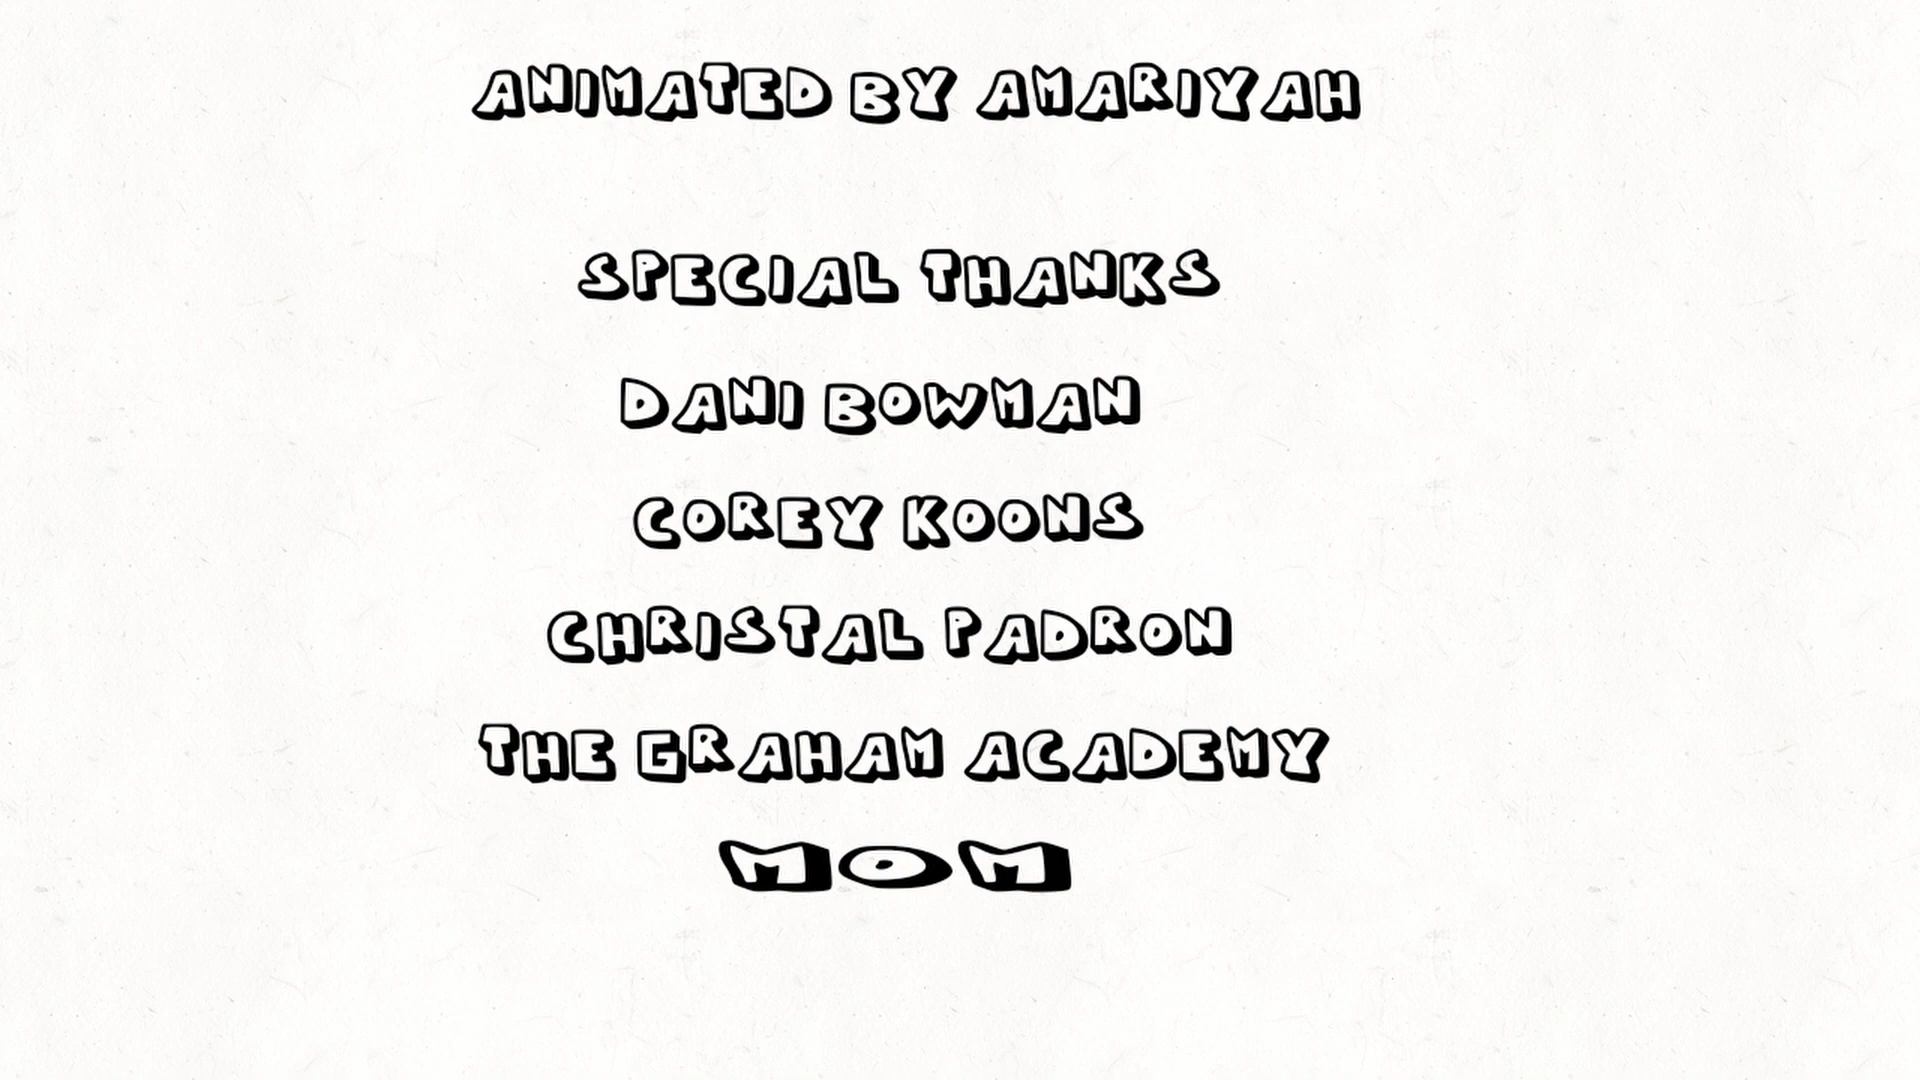 ANIMATED BY AMARIYAH
SPECIAL THANKS
DANI BOWMAN
COREY KOONS
CHRISTAL PADRON
THE GRAHAM ACADEMY
MOM